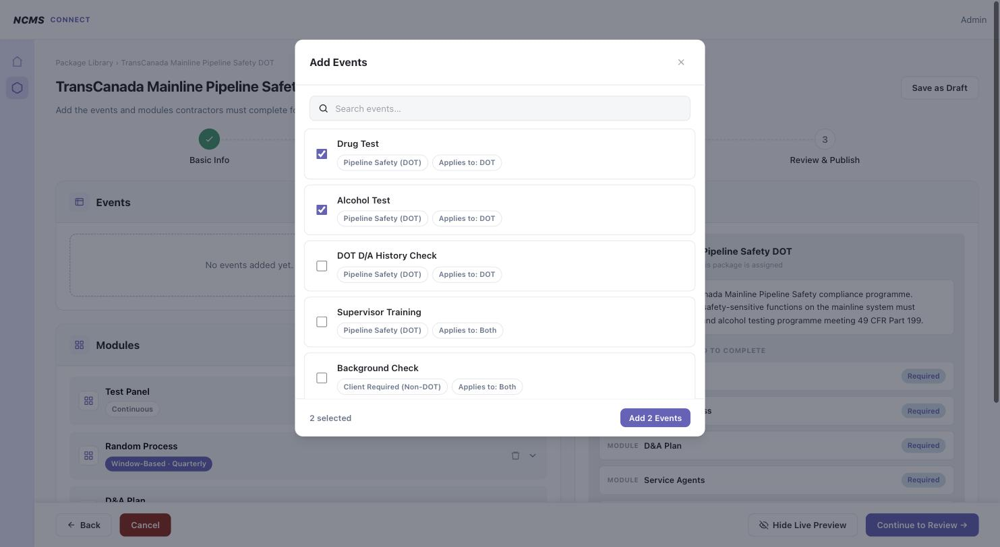 NCMS CONNECT
Admin
Package Library › TransCanada Mainline Pipeline Safety DOT
TransCanada Mainline Pipeline Safet
Save as Draft
Add the events and modules contractors must complete fo
Basic Info
3
Review & Publish
Events
No events added yet.
Modules
Test Panel
Continuous
Random Process
Window-Based · Quarterly
D&A Plan
Add Events
Search events...
Drug Test
Pipeline Safety (DOT) Applies to: DOT
Alcohol Test
Pipeline Safety (DOT) Applies to: DOT
DOT D/A History Check
Pipeline Safety (DOT) Applies to: DOT
Supervisor Training
Pipeline Safety (DOT) Applies to: Both
Background Check
Client Required (Non-DOT) Applies to: Both
2 selected
Add 2 Events
Pipeline Safety DOT
is package is assigned
nada Mainline Pipeline Safety compliance programme.
safety-sensitive functions on the mainline system must
nd alcohol testing programme meeting 49 CFR Part 199.
TO COMPLETE
Required
ss Required
MODULE D&A Plan Required
MODULE Service Agents Required
← Back
Cancel
Hide Live Preview
Continue to Review →